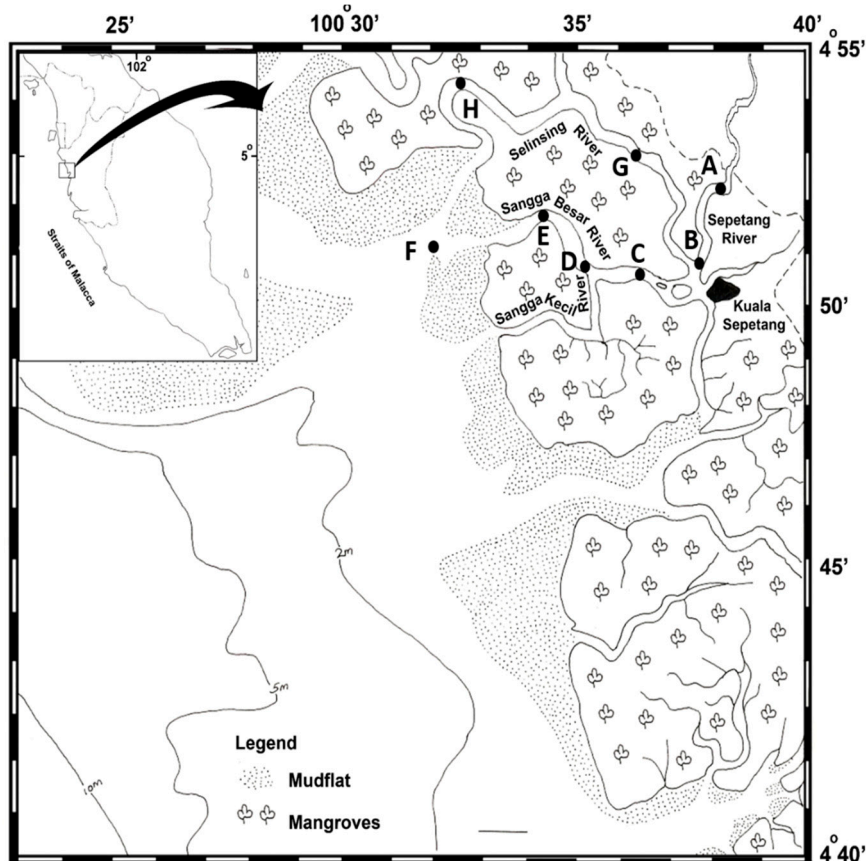 25'
100° 30'
35'
40'
4° 55'
102°
5°
H
Selinsing River
G
A
Sangga Besar River
Sepetang River
F
E
B
D
C
50'
Sangga Kecil River
Kuala Sepetang
Straits of Malacca
2m
45'
5m
Legend
Mudflat
10m
Mangroves
4° 40'